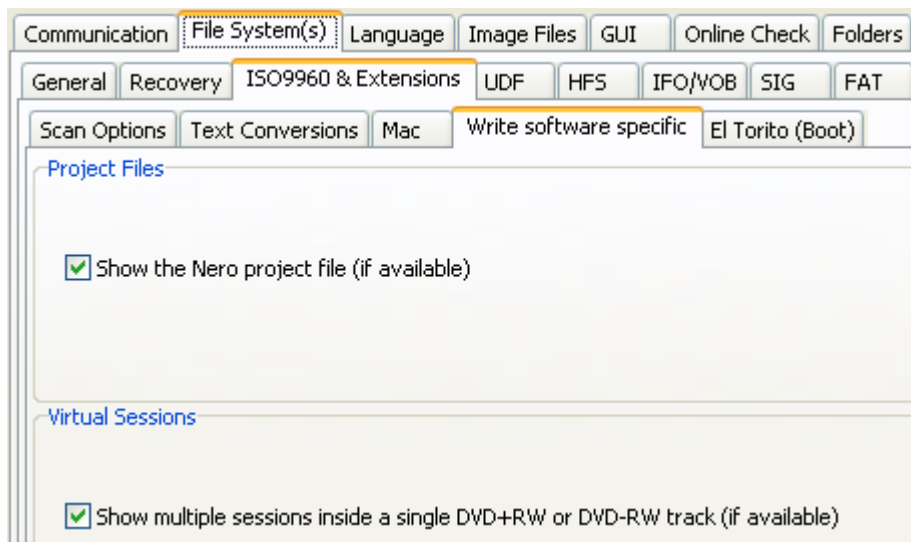 Communication File System(s) Language Image Files GUI Online Check Folders
General Recovery ISO9960 & Extensions UDF HFS IFO/VOB SIG FAT
Scan Options Text Conversions Mac Write software specific El Torito (Boot)
Project Files
Show the Nero project file (if available)
Virtual Sessions
Show multiple sessions inside a single DVD+RW or DVD-RW track (if available)